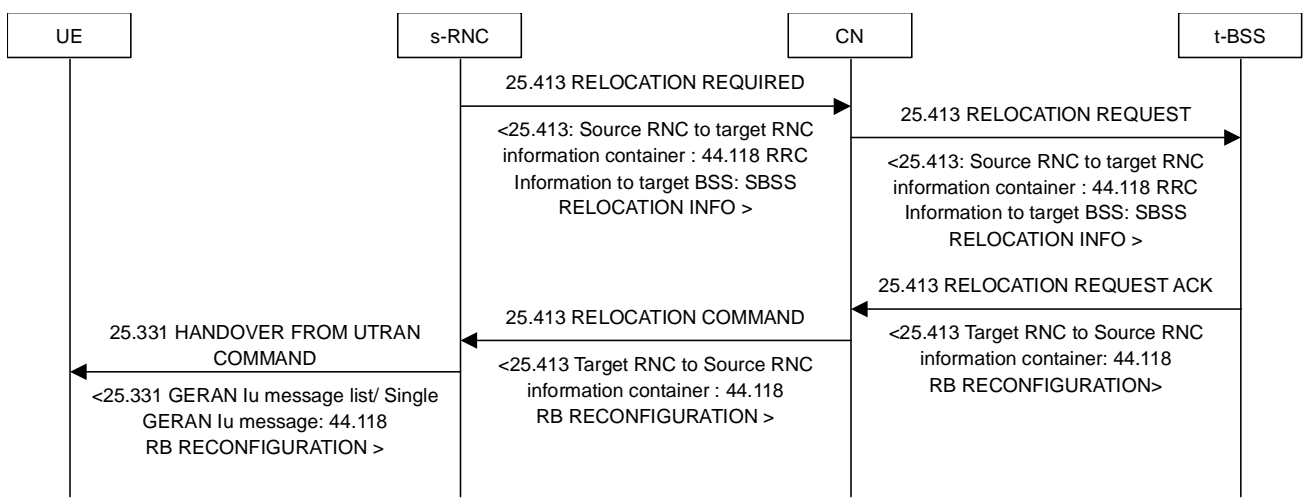 UE
s-RNC
CN
t-BSS
25.413 RELOCATION REQUIRED
<25.413: Source RNC to target RNC
information container : 44.118 RRC
Information to target BSS: SBSS
RELOCATION INFO >
25.413 RELOCATION REQUEST
<25.413: Source RNC to target RNC
information container : 44.118 RRC
Information to target BSS: SBSS
RELOCATION INFO >
25.413 RELOCATION REQUEST ACK
<25.413 Target RNC to Source RNC
information container: 44.118
RB RECONFIGURATION>
25.413 RELOCATION COMMAND
<25.413 Target RNC to Source RNC
information container : 44.118
RB RECONFIGURATION >
25.331 HANDOVER FROM UTRAN
COMMAND
<25.331 GERAN Iu message list/ Single
GERAN Iu message: 44.118
RB RECONFIGURATION >